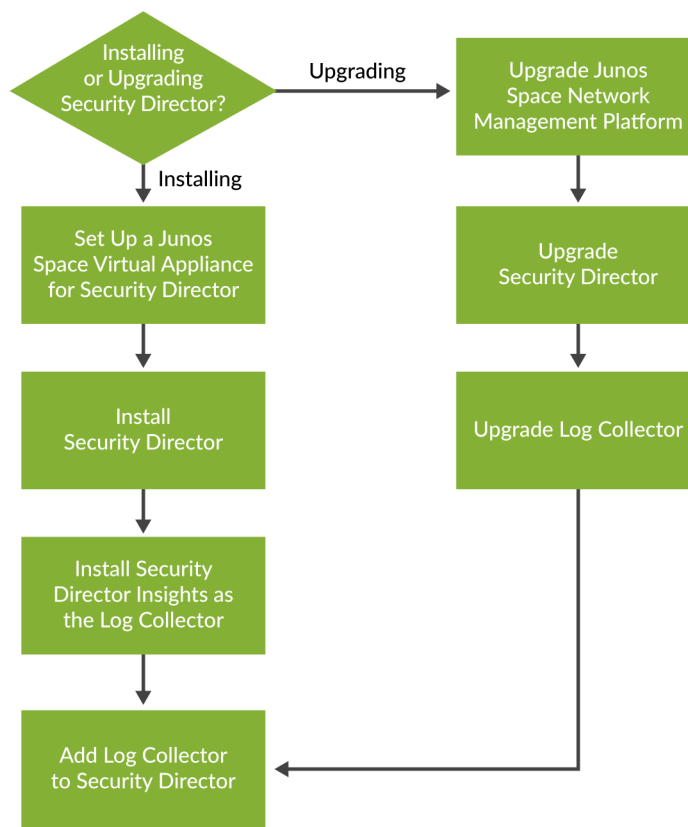 Installing
or Upgrading
Security Director?
Upgrading
Upgrade Junos
Space Network
Management Platform
Installing
Set Up a Junos
Space Virtual Appliance
for Security Director
Upgrade
Security Director
Install
Security Director
Upgrade Log Collector
Install Security
Director Insights as
the Log Collector
Add Log Collector
to Security Director